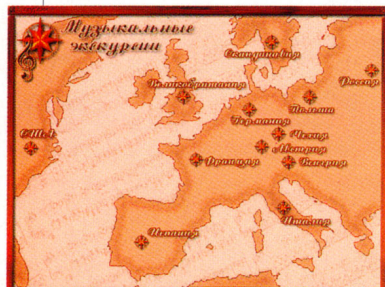 Музыкальные
экскурсии
Скандинавия
Россия
Великобритания
Польша
Германия
США
Чехия
Австрия
Франция
Венгрия
Италия
Испания